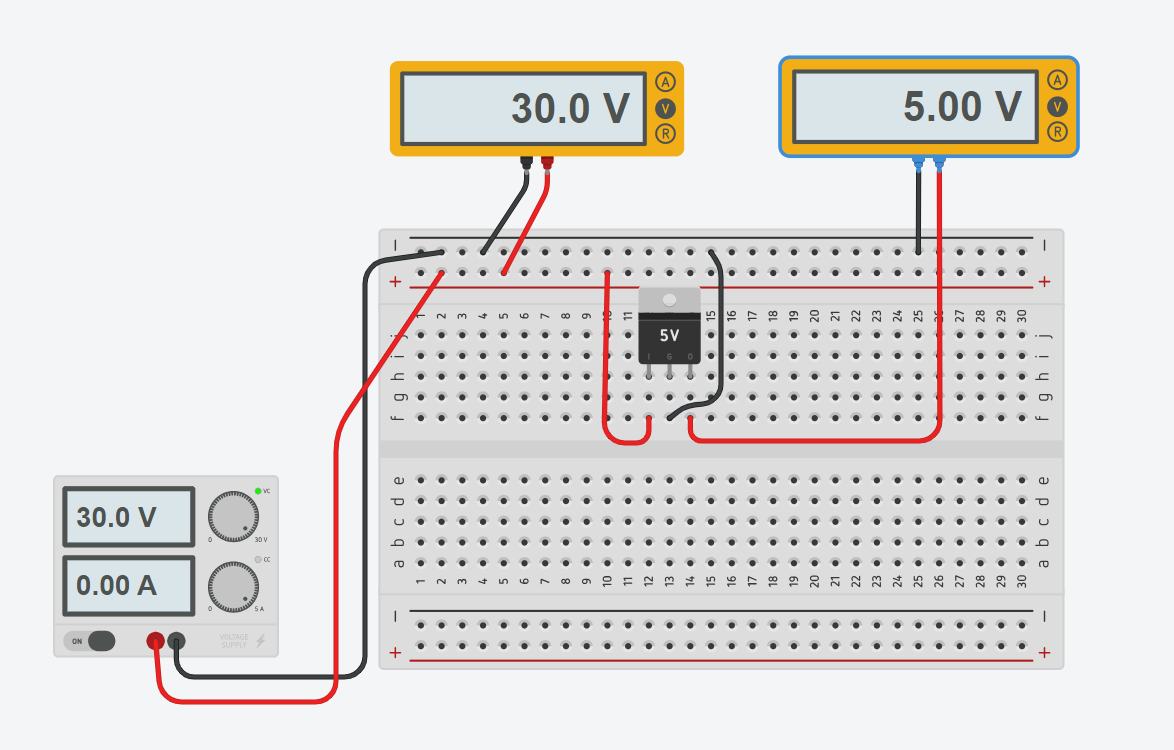 30.0 V
A
V
R
5.00 V
A
V
R
− −
+ +
1 2 3 4 5 6 7 8 9 10 11 15 16 17 18 19 20 21 22 23 24 25 26 27 28 29 30
j j
i i
h h
g g
f f
5V
I G O
e e
d d
c c
b b
a a
1 2 3 4 5 6 7 8 9 10 11 12 13 14 15 16 17 18 19 20 21 22 23 24 25 26 27 28 29 30
− −
+ +
30.0 V
VC
0 30 V
0.00 A
CC
0 5 A
ON
VOLTAGE
SUPPLY